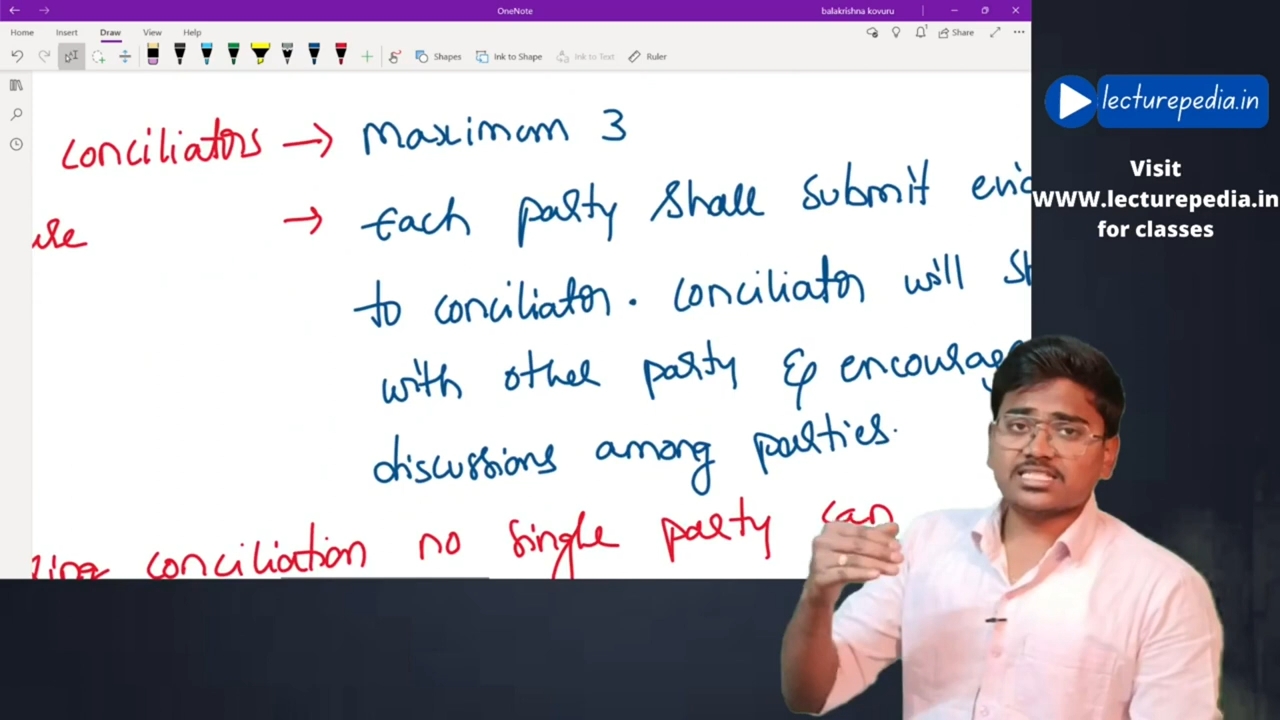 OneNote
balakrishna kovuru
Home Insert Draw View Help
Share
Shapes Ink to Shape Ink to Text Ruler
conciliators → Maximum 3
→ Each party shall submit
to conciliator. conciliator will
with other party & encourage
discussions among parties.
conciliation no single party can
lecturepedia.in
Visit
WWW.lecturepedia.in
for classes